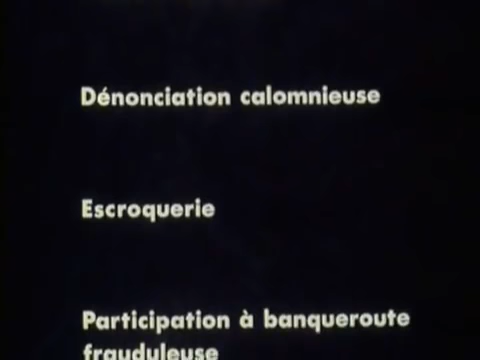 Dénonciation calomnieuse
Escroquerie
Participation à banqueroute
frauduleuse